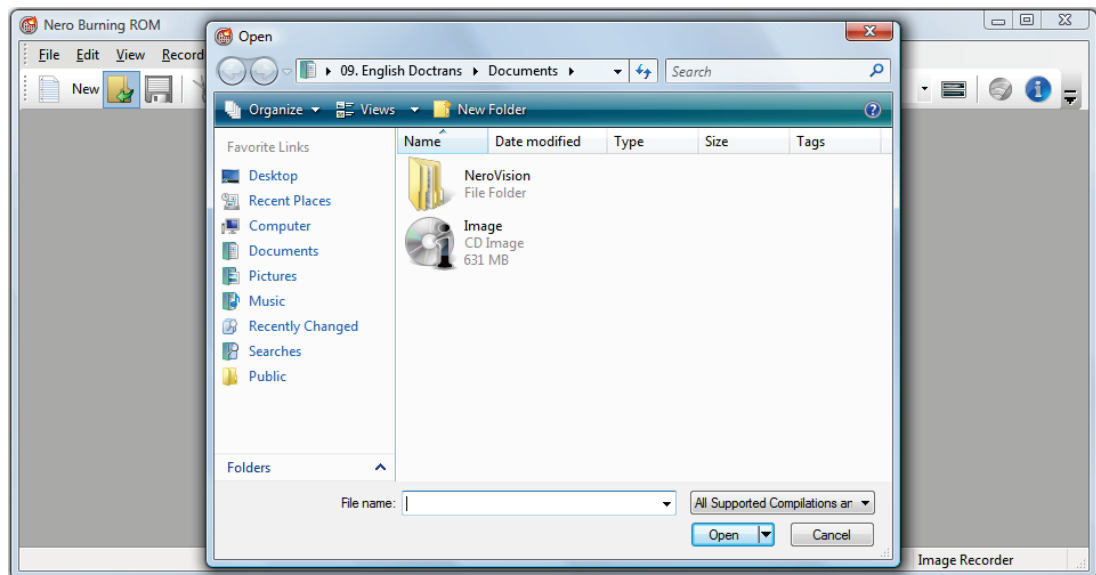 Nero Burning ROM
File Edit View Record
New
Open
09. English Doctrans Documents
Search
Organize Views New Folder
Name Date modified Type Size Tags
Favorite Links
Desktop
Recent Places
Computer
Documents
Pictures
Music
Recently Changed
Searches
Public
NeroVision
File Folder
Image
CD Image
631 MB
Folders
File name:
All Supported Compilations an
Open Cancel
Image Recorder